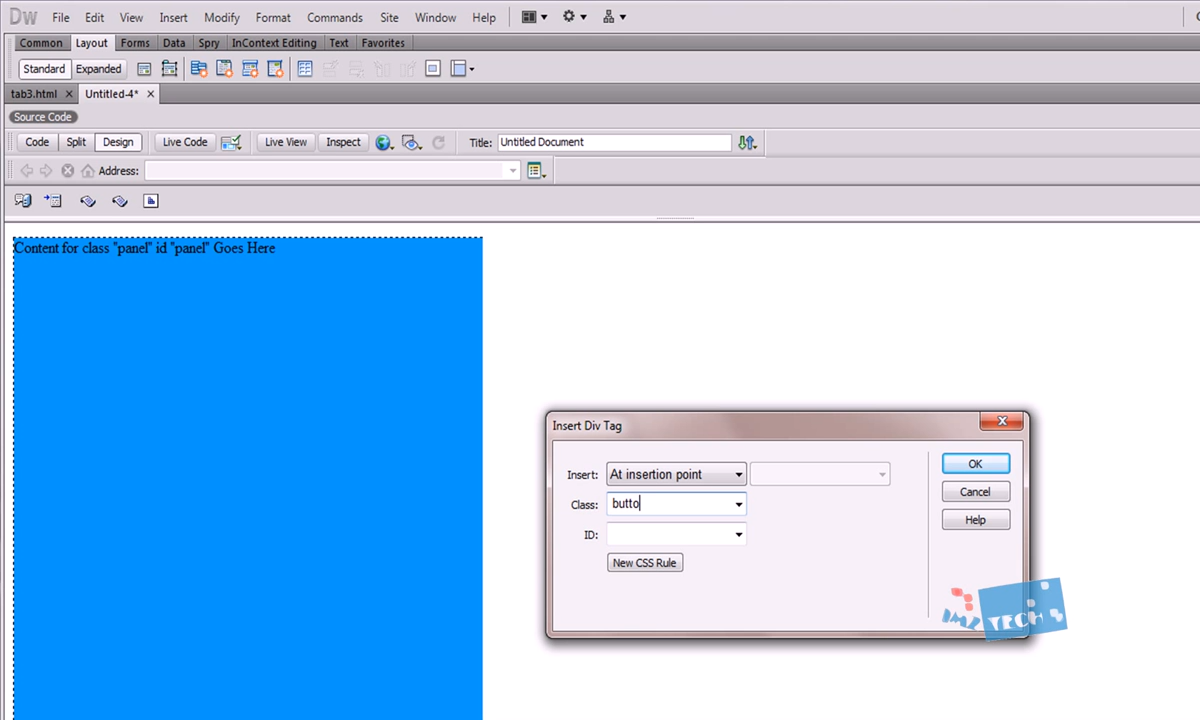 Dw File Edit View Insert Modify Format Commands Site Window Help
Common Layout Forms Data Spry InContext Editing Text Favorites
Standard Expanded
tab3.html × Untitled-4* ×
Source Code
Code Split Design Live Code Live View Inspect Title: Untitled Document
Address:
Content for class "panel" id "panel" Goes Here
Insert Div Tag
Insert: At insertion point
OK
Class: butto
Cancel
Help
ID:
New CSS Rule